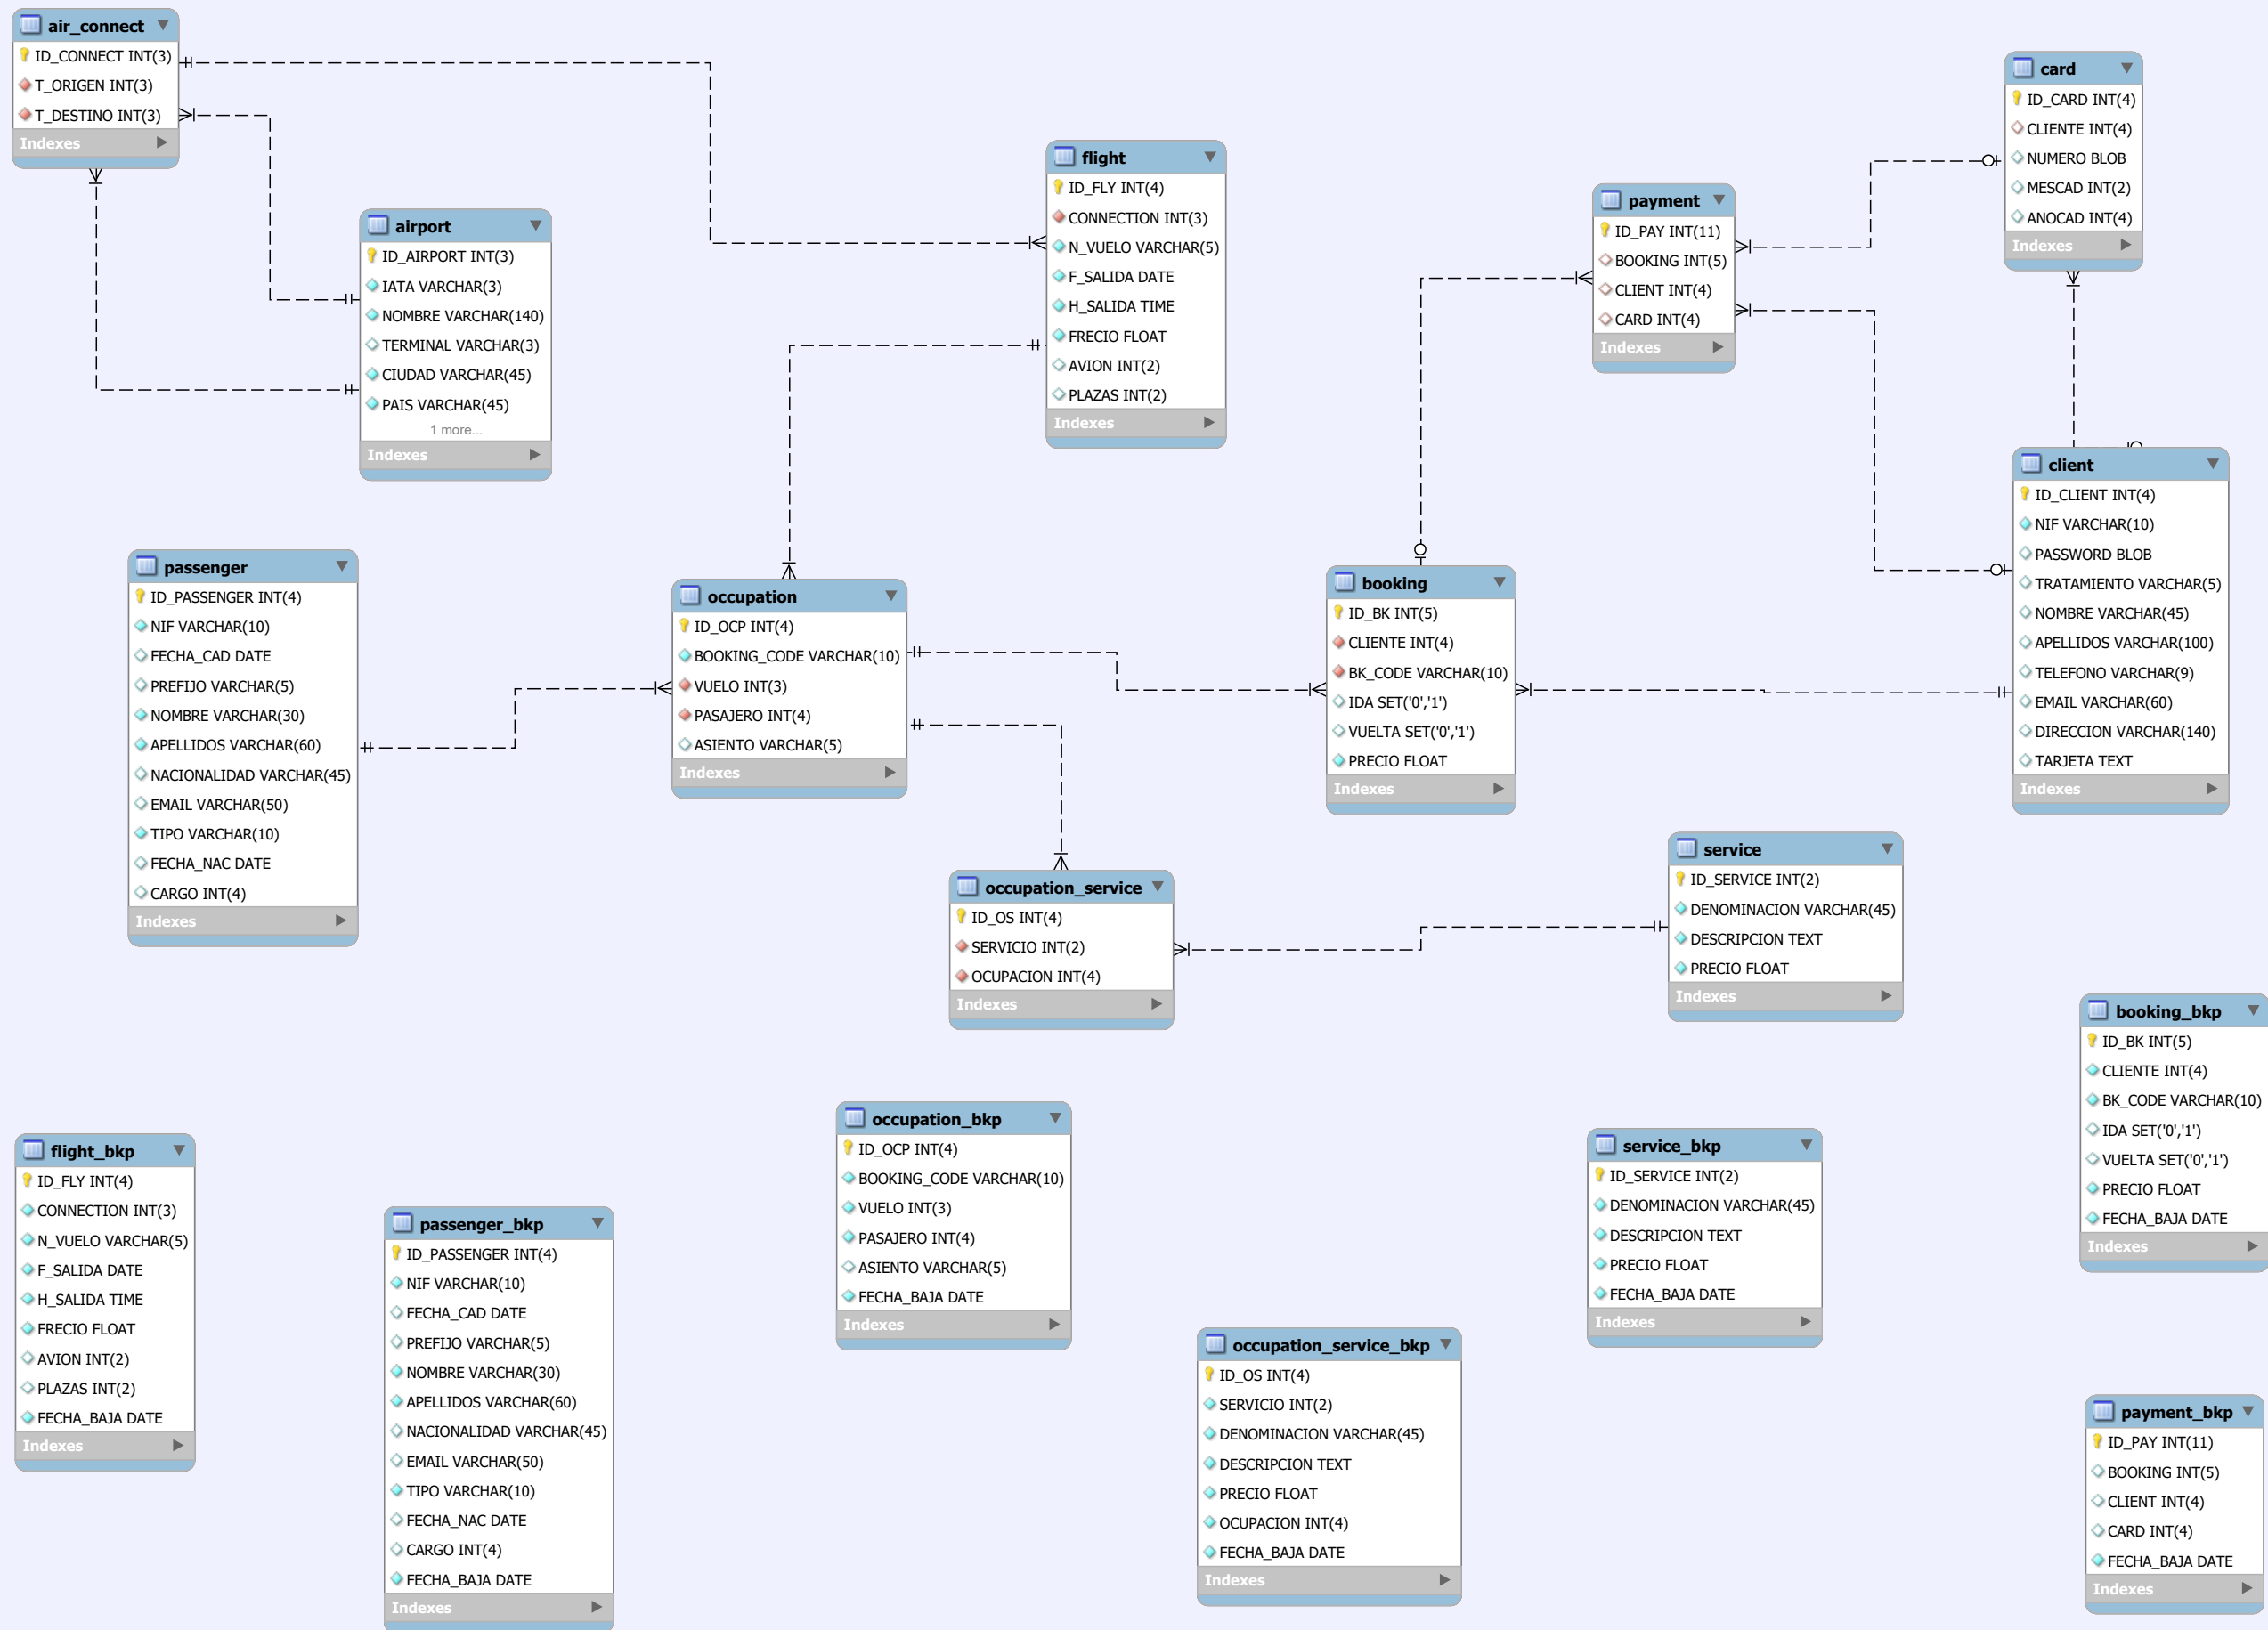 air_connect
ID_CONNECT INT(3)
T_ORIGEN INT(3)
T_DESTINO INT(3)
Indexes
airport
ID_AIRPORT INT(3)
IATA VARCHAR(3)
NOMBRE VARCHAR(140)
TERMINAL VARCHAR(3)
CIUDAD VARCHAR(45)
PAIS VARCHAR(45)
1 more...
Indexes
flight
ID_FLY INT(4)
CONNECTION INT(3)
N_VUELO VARCHAR(5)
F_SALIDA DATE
H_SALIDA TIME
FRECIO FLOAT
AVION INT(2)
PLAZAS INT(2)
Indexes
payment
ID_PAY INT(11)
BOOKING INT(5)
CLIENT INT(4)
CARD INT(4)
Indexes
card
ID_CARD INT(4)
CLIENTE INT(4)
NUMERO BLOB
MESCAD INT(2)
ANOCAD INT(4)
Indexes
client
ID_CLIENT INT(4)
NIF VARCHAR(10)
PASSWORD BLOB
TRATAMIENTO VARCHAR(5)
NOMBRE VARCHAR(45)
APELLIDOS VARCHAR(100)
TELEFONO VARCHAR(9)
EMAIL VARCHAR(60)
DIRECCION VARCHAR(140)
TARJETA TEXT
Indexes
passenger
ID_PASSENGER INT(4)
NIF VARCHAR(10)
FECHA_CAD DATE
PREFIJO VARCHAR(5)
NOMBRE VARCHAR(30)
APELLIDOS VARCHAR(60)
NACIONALIDAD VARCHAR(45)
EMAIL VARCHAR(50)
TIPO VARCHAR(10)
FECHA_NAC DATE
CARGO INT(4)
Indexes
occupation
ID_OCP INT(4)
BOOKING_CODE VARCHAR(10)
VUELO INT(3)
PASAJERO INT(4)
ASIENTO VARCHAR(5)
Indexes
booking
ID_BK INT(5)
CLIENTE INT(4)
BK_CODE VARCHAR(10)
IDA SET('0','1')
VUELTA SET('0','1')
PRECIO FLOAT
Indexes
occupation_service
ID_OS INT(4)
SERVICIO INT(2)
OCUPACION INT(4)
Indexes
service
ID_SERVICE INT(2)
DENOMINACION VARCHAR(45)
DESCRIPCION TEXT
PRECIO FLOAT
Indexes
booking_bkp
ID_BK INT(5)
CLIENTE INT(4)
BK_CODE VARCHAR(10)
IDA SET('0','1')
VUELTA SET('0','1')
PRECIO FLOAT
FECHA_BAJA DATE
Indexes
flight_bkp
ID_FLY INT(4)
CONNECTION INT(3)
N_VUELO VARCHAR(5)
F_SALIDA DATE
H_SALIDA TIME
FRECIO FLOAT
AVION INT(2)
PLAZAS INT(2)
FECHA_BAJA DATE
Indexes
passenger_bkp
ID_PASSENGER INT(4)
NIF VARCHAR(10)
FECHA_CAD DATE
PREFIJO VARCHAR(5)
NOMBRE VARCHAR(30)
APELLIDOS VARCHAR(60)
NACIONALIDAD VARCHAR(45)
EMAIL VARCHAR(50)
TIPO VARCHAR(10)
FECHA_NAC DATE
CARGO INT(4)
FECHA_BAJA DATE
Indexes
occupation_bkp
ID_OCP INT(4)
BOOKING_CODE VARCHAR(10)
VUELO INT(3)
PASAJERO INT(4)
ASIENTO VARCHAR(5)
FECHA_BAJA DATE
Indexes
occupation_service_bkp
ID_OS INT(4)
SERVICIO INT(2)
DENOMINACION VARCHAR(45)
DESCRIPCION TEXT
PRECIO FLOAT
OCUPACION INT(4)
FECHA_BAJA DATE
Indexes
service_bkp
ID_SERVICE INT(2)
DENOMINACION VARCHAR(45)
DESCRIPCION TEXT
PRECIO FLOAT
FECHA_BAJA DATE
Indexes
payment_bkp
ID_PAY INT(11)
BOOKING INT(5)
CLIENT INT(4)
CARD INT(4)
FECHA_BAJA DATE
Indexes